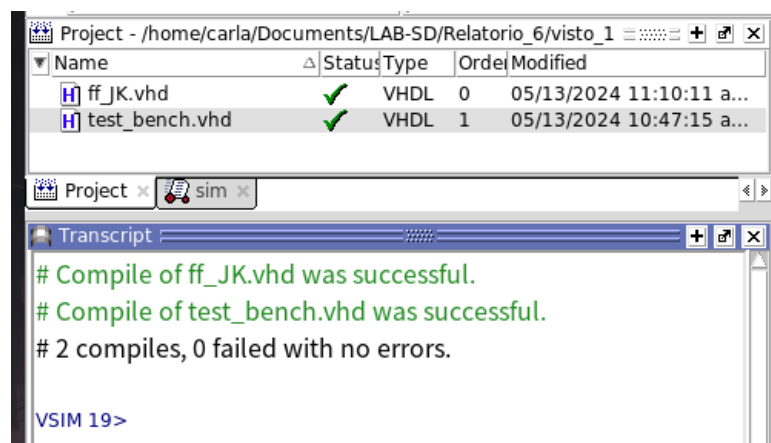 Project - /home/carla/Documents/LAB-SD/Relatorio_6/visto_1
Name Status Type Order Modified
ff_JK.vhd VHDL 0 05/13/2024 11:10:11 a...
test_bench.vhd VHDL 1 05/13/2024 10:47:15 a...
Project sim
Transcript
# Compile of ff_JK.vhd was successful.
# Compile of test_bench.vhd was successful.
# 2 compiles, 0 failed with no errors.
VSIM 19>